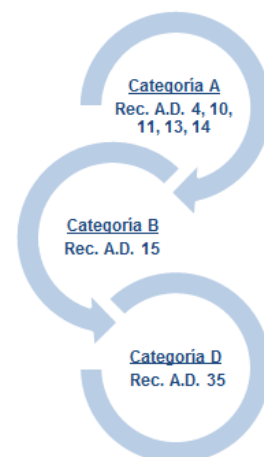 Categoría A
Rec. A.D. 4, 10,
11, 13, 14
Categoría B
Rec. A.D. 15
Categoría D
Rec. A.D. 35